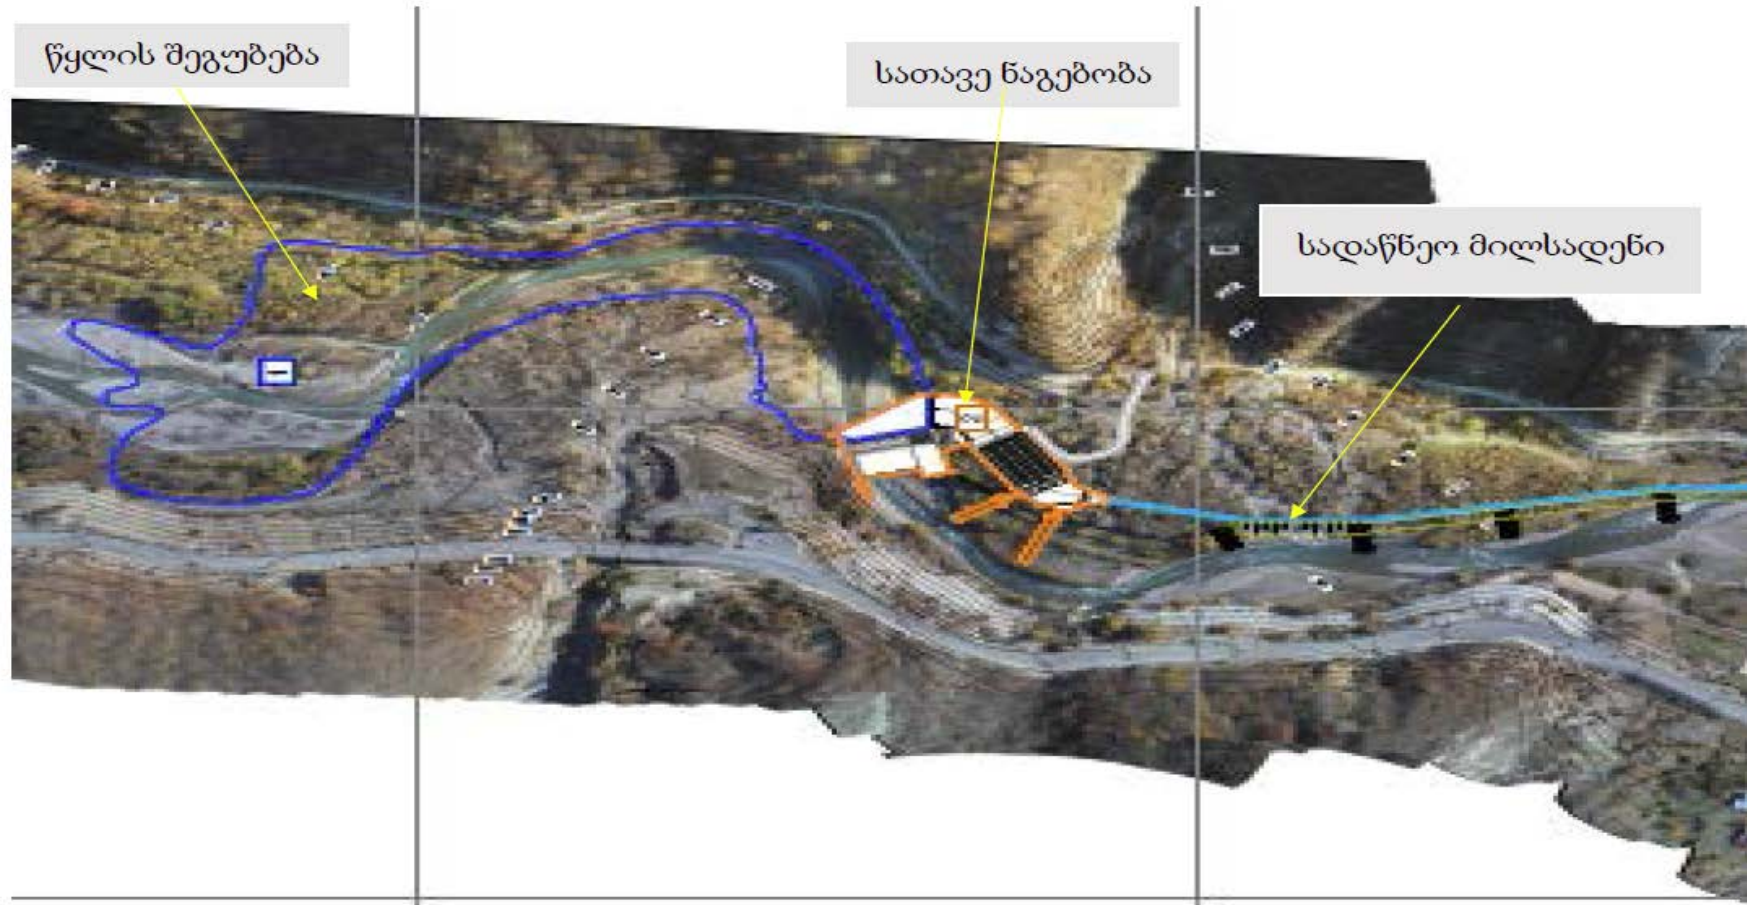 წყლის შეგუბება
სათავე ნაგებობა
სადაწნეო მილსადენი